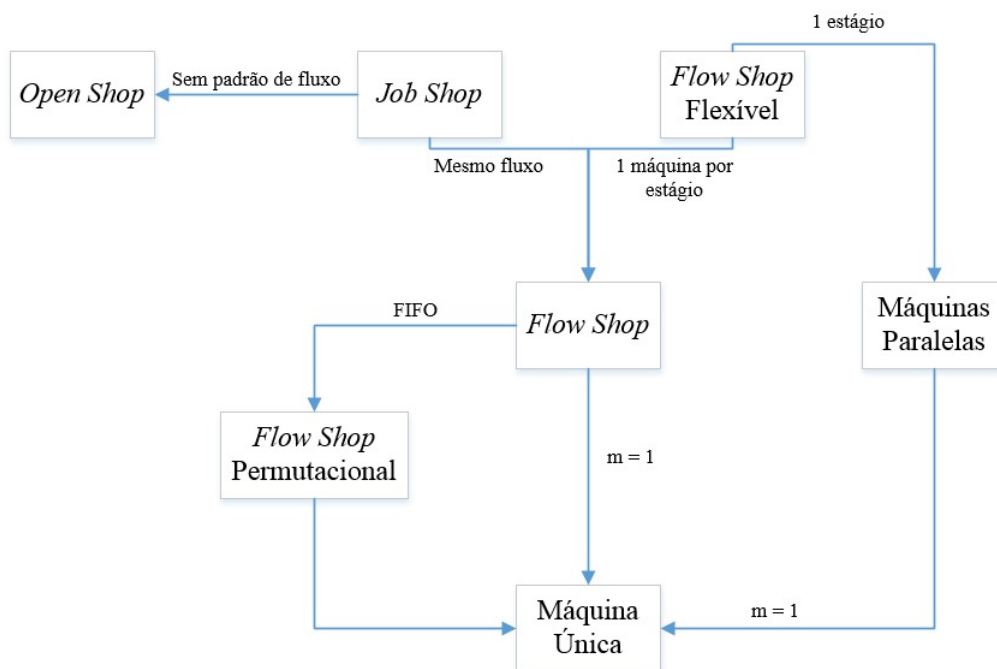 1 estágio
Open Shop
Sem padrão de fluxo
Job Shop
Flow Shop
Flexível
Mesmo fluxo
1 máquina por
estágio
FIFO
Flow Shop
Máquinas
Paralelas
Flow Shop
Permutacional
m = 1
Máquina
Única
m = 1